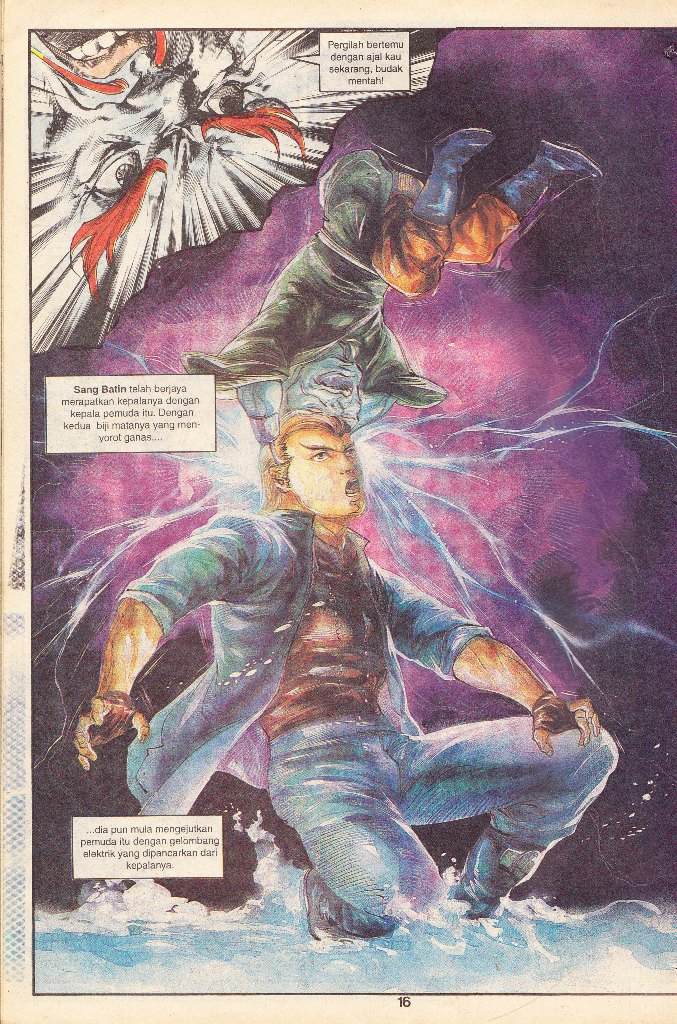 Pergilah bertemu
dengan ajal kau
sekarang, budak
mentah!
Sang Batin telah berjaya
merapatkan kepalanya dengan
kepala pemuda itu. Dengan
kedua biji matanya yang men-
yorot ganas....
...dia pun mula mengejutkan
pemuda itu dengan gelombang
elektrik yang dipancarkan dari
kepalanya.
16